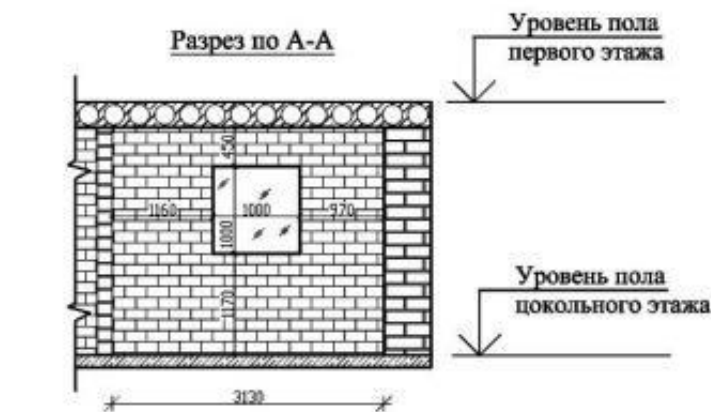 Разрез по А-А
Уровень пола
первого этажа
450
1160
1000
970
1000
1170
Уровень пола
цокольного этажа
3130